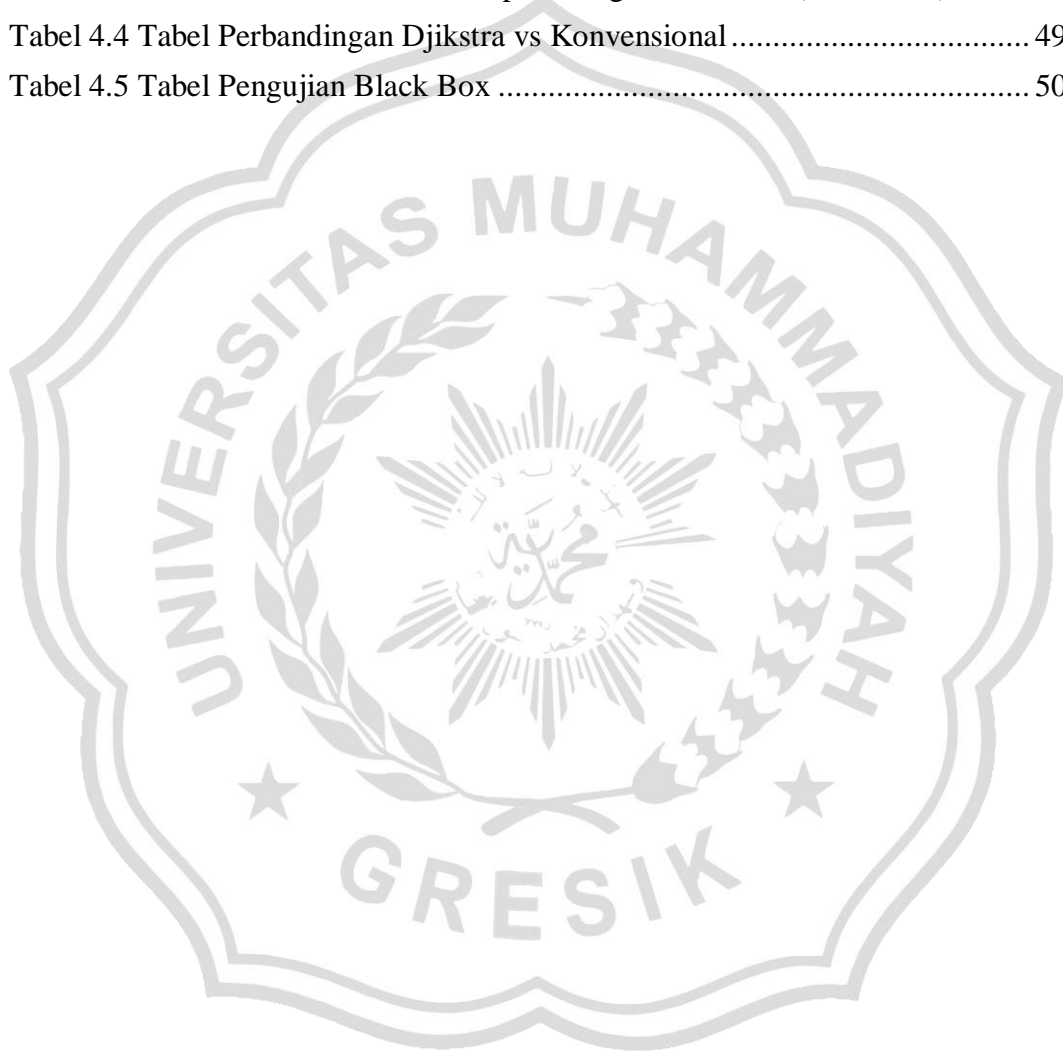 Tabel 4.4 Tabel Perbandingan Djikstra vs Konvensional .................................... 49
Tabel 4.5 Tabel Pengujian Black Box ................................................................ 50
UNIVERSITAS MUHAMMADIYAH
محمدية
GRESIK